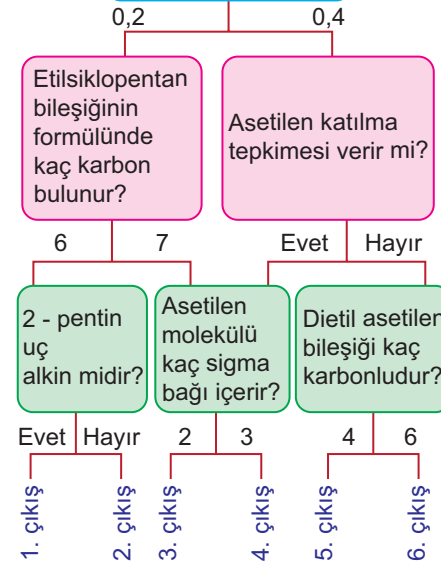 0,2 0,4
Etilsiklopentan
bileşiğinin
formülünde
kaç karbon
bulunur?
Asetilen katılma
tepkimesi verir mi?
6 7 Evet Hayır
2 - pentin
uç
alkin midir?
Asetilen
molekülü
kaç sigma
bağı içerir?
Dietil asetilen
bileşiği kaç
karbonludur?
Evet Hayır 2 3 4 6
1. çıkış
2. çıkış
3. çıkış
4. çıkış
5. çıkış
6. çıkış